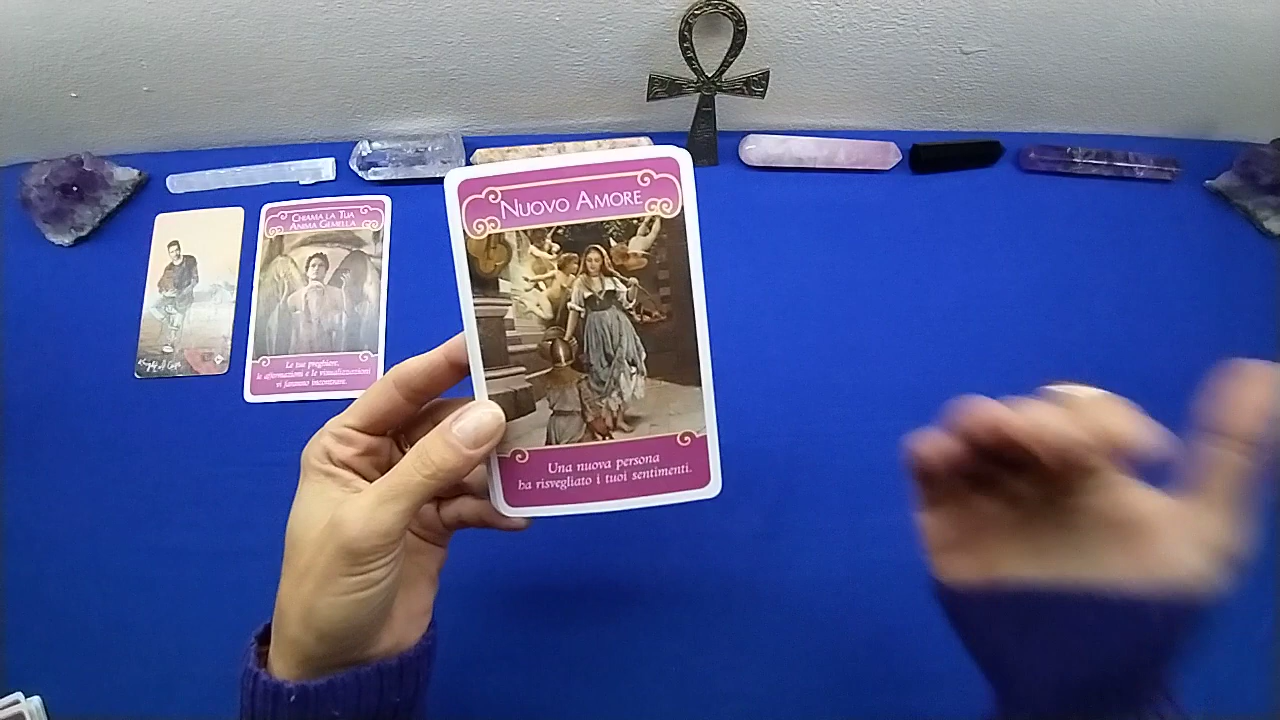 Nuovo Amore
Una nuova persona
ha risvegliato i tuoi sentimenti.
Chiama la Tua
Anima Gemella
Le tue preghiere,
le affermazioni e le visualizzazioni
vi faranno incontrare.